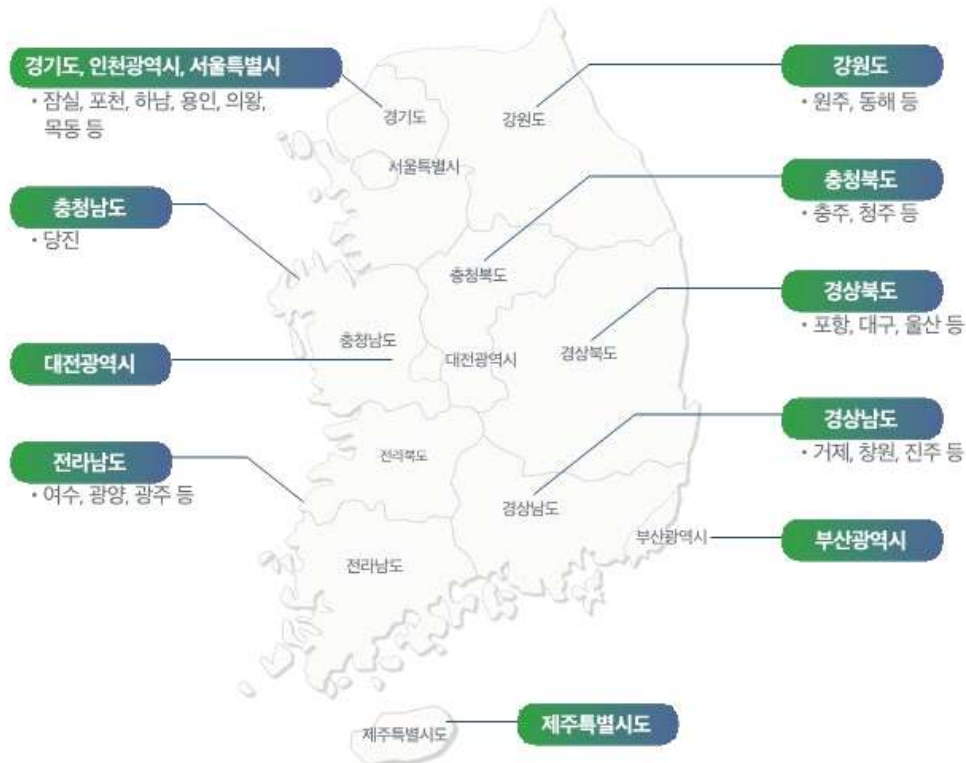 경기도, 인천광역시, 서울특별시
• 잠실, 포천, 하남, 용인, 의왕,
목동 등
충청남도
• 당진
대전광역시
전라남도
• 여수, 광양, 광주 등
경기도
강원도
서울특별시
충청북도
충청남도
대전광역시
경상북도
전라북도
경상남도
부산광역시
전라남도
제주특별시도
강원도
• 원주, 동해 등
충청북도
• 충주, 청주 등
경상북도
• 포항, 대구, 울산 등
경상남도
• 거제, 창원, 진주 등
부산광역시
제주특별시도